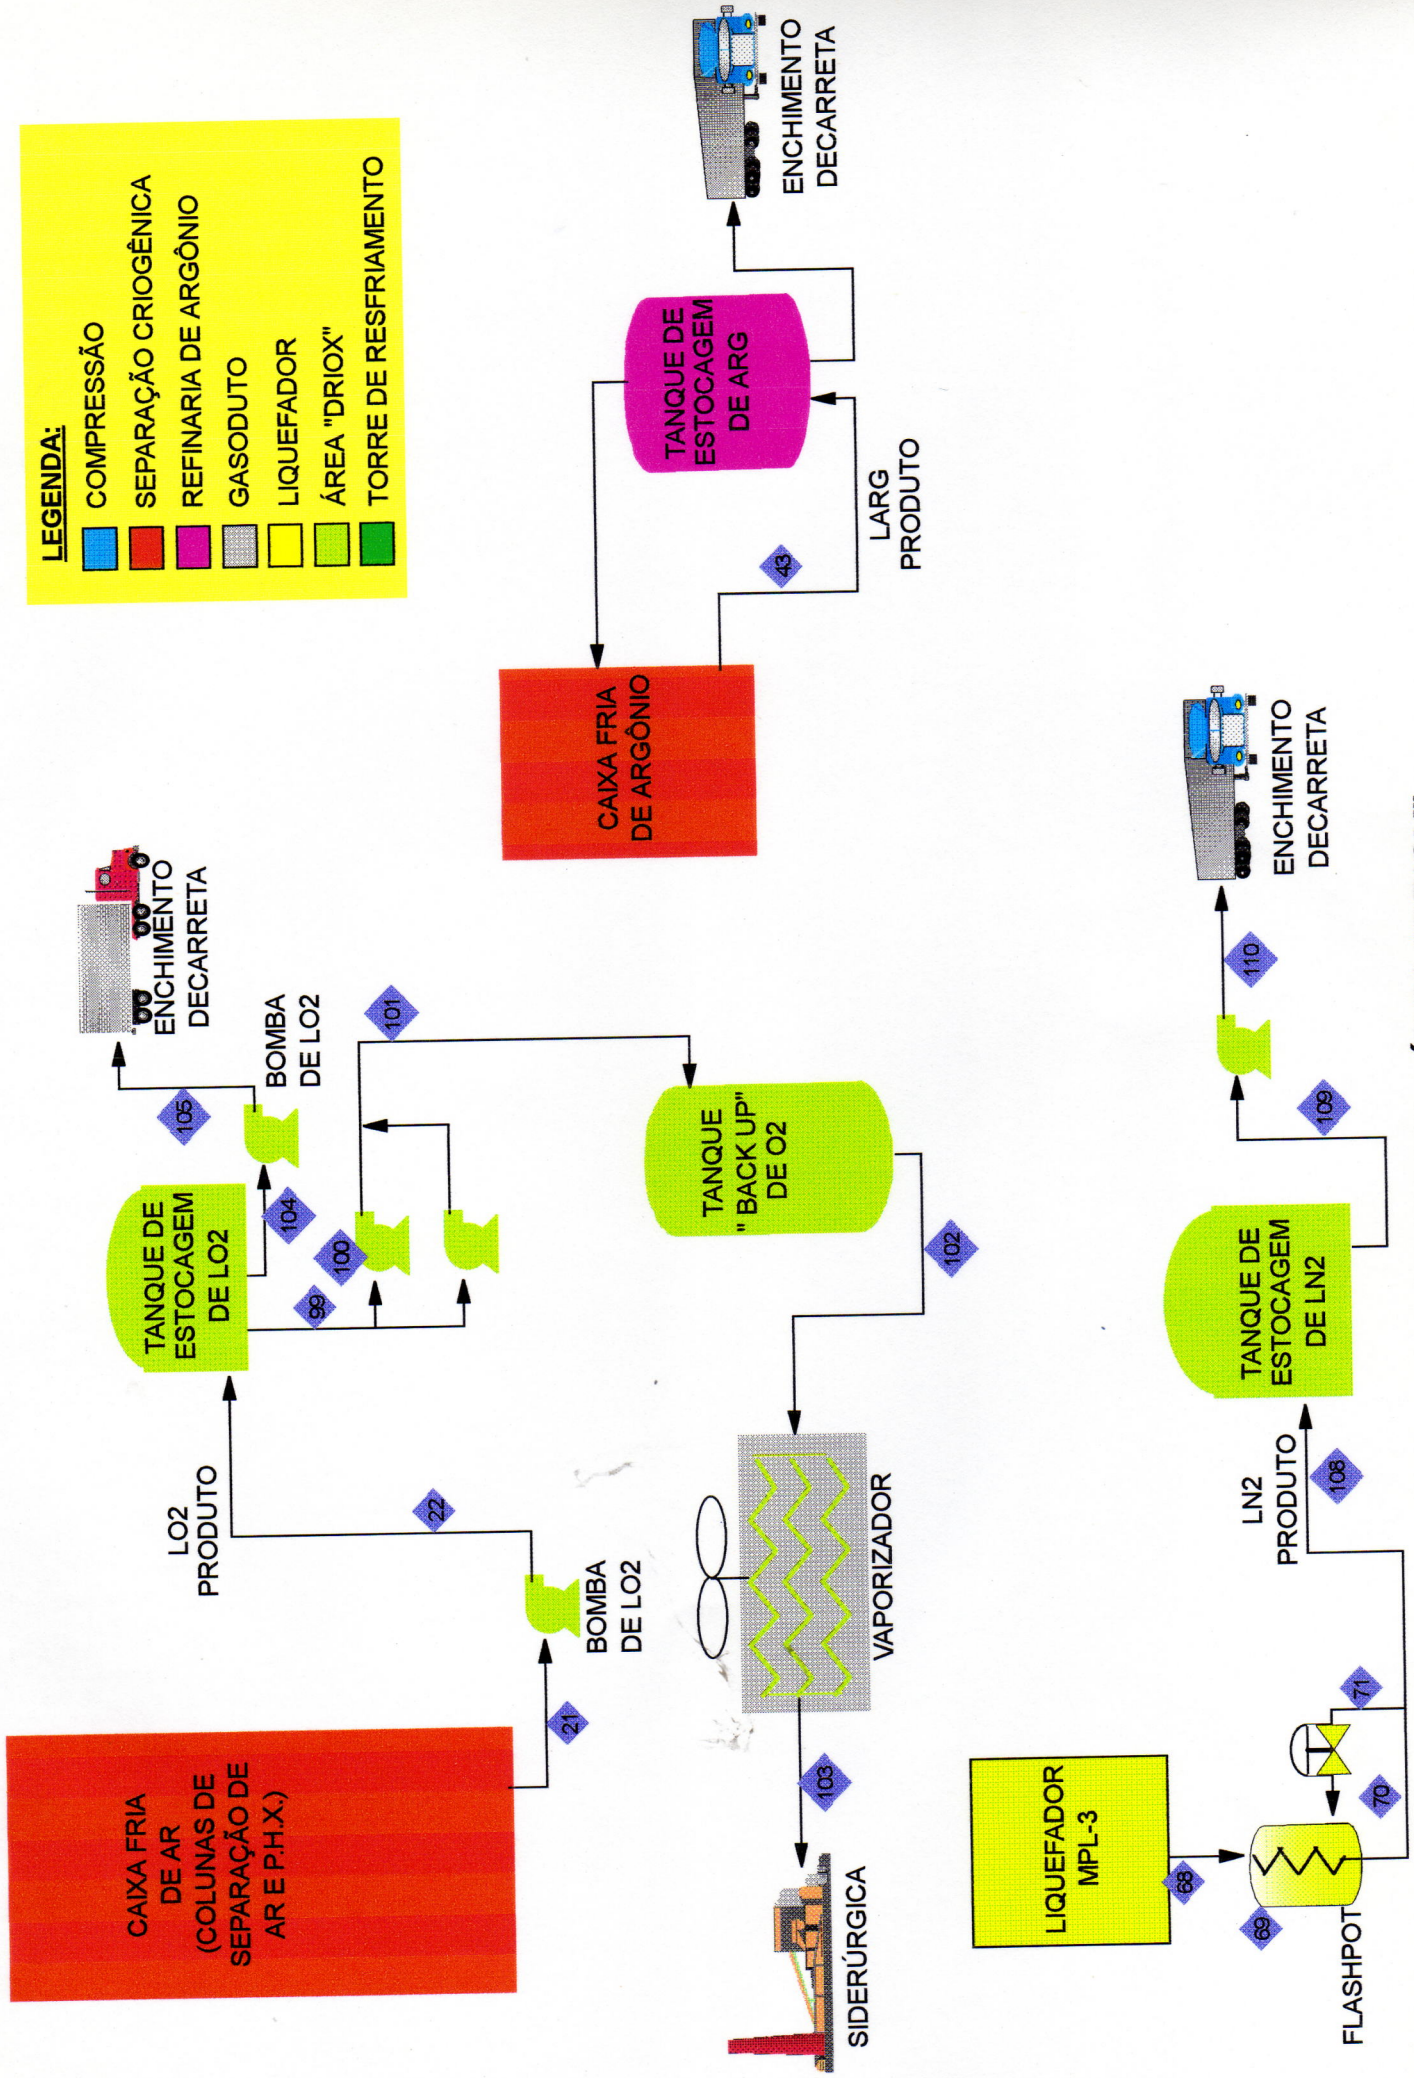 LEGENDA:
COMPRESSÃO
SEPARAÇÃO CRIOGÊNICA
REFINARIA DE ARGÔNIO
GASODUTO
LIQUEFADOR
ÁREA "DRIOX"
TORRE DE RESFRIAMENTO
CAIXA FRIA
DE AR
(COLUNAS DE
SEPARAÇÃO DE
AR E P.H.X.)
21
BOMBA
DE LO2
22
LO2
PRODUTO
TANQUE DE
ESTOCAGEM
DE LO2
99
100
104
105
BOMBA
DE LO2
ENCHIMENTO
DECARRETA
101
TANQUE
" BACK UP"
DE O2
102
VAPORIZADOR
103
SIDERÚRGICA
CAIXA FRIA
DE ARGÔNIO
43
LARG
PRODUTO
TANQUE DE
ESTOCAGEM
DE ARG
ENCHIMENTO
DECARRETA
LIQUEFADOR
MPL-3
68
69
FLASHPOT
70
71
LN2
PRODUTO
108
TANQUE DE
ESTOCAGEM
DE LN2
109
110
ENCHIMENTO
DECARRETA